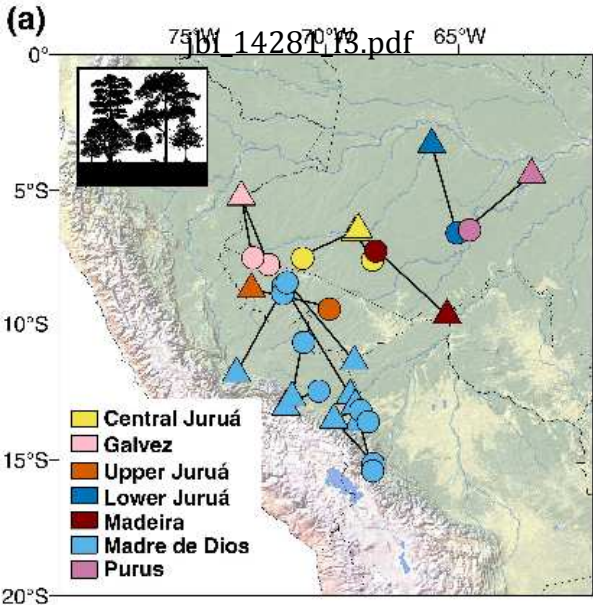 (a)
75°W 70°W 65°W
jbi_14281_f3.pdf
0°
5°S
10°S
15°S
20°S
Central Juruá
Galvez
Upper Juruá
Lower Juruá
Madeira
Madre de Dios
Purus